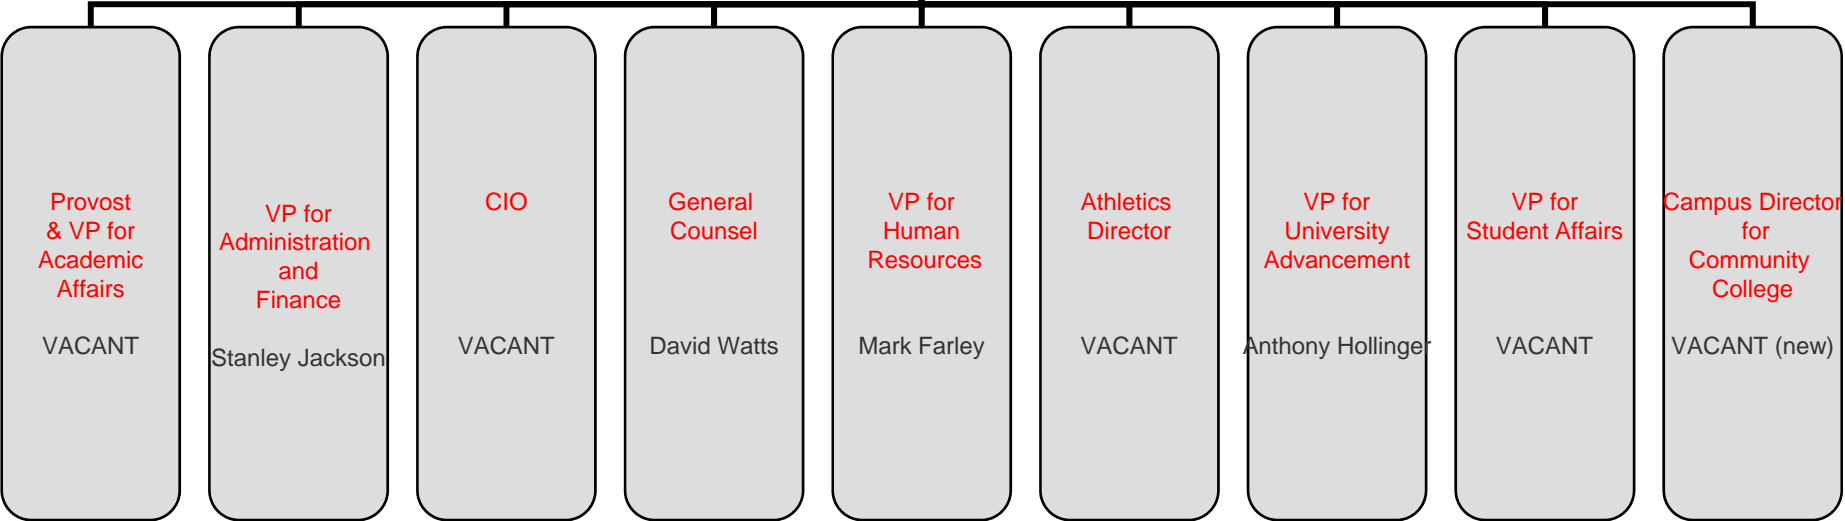 Provost
& VP for
Academic
Affairs
VACANT
VP for
Administration
and
Finance
Stanley Jackson
CIO
VACANT
General
Counsel
David Watts
VP for
Human
Resources
Mark Farley
Athletics
Director
VACANT
VP for
University
Advancement
Anthony Hollinger
VP for
Student Affairs
VACANT
Campus Director
for
Community
College
VACANT (new)